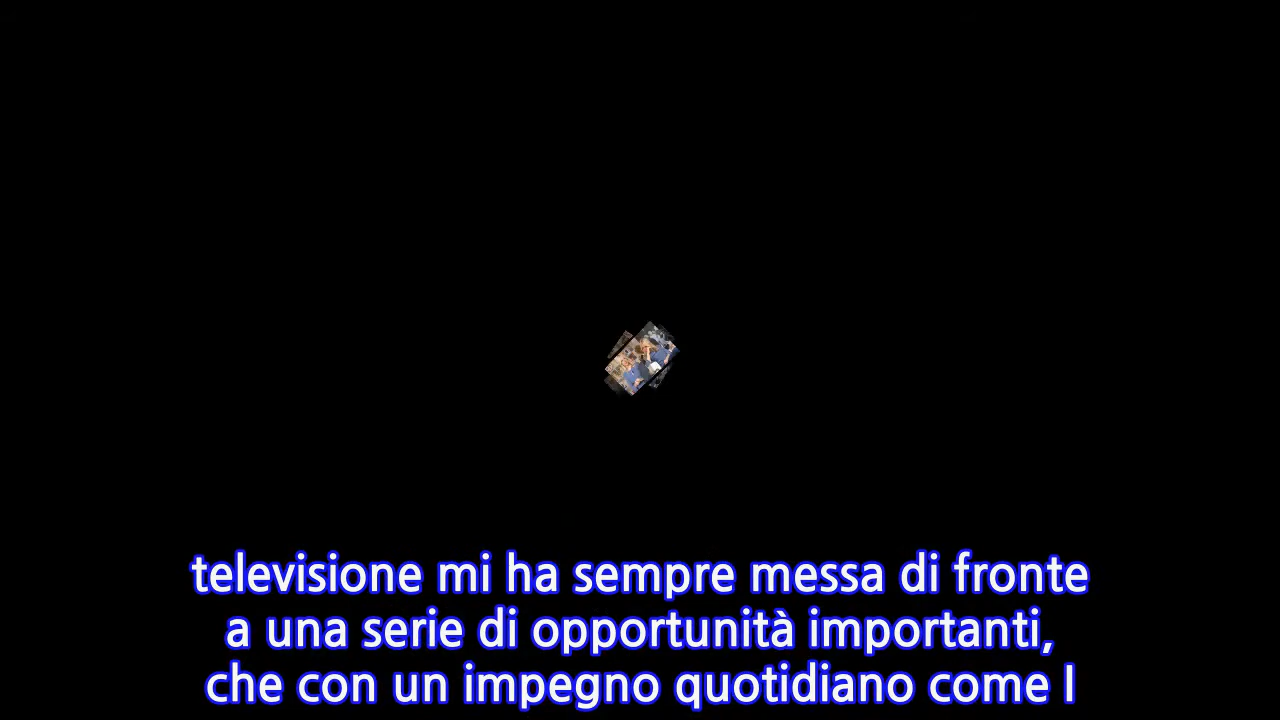 televisione mi ha sempre messa di fronte
a una serie di opportunità importanti,
che con un impegno quotidiano come I